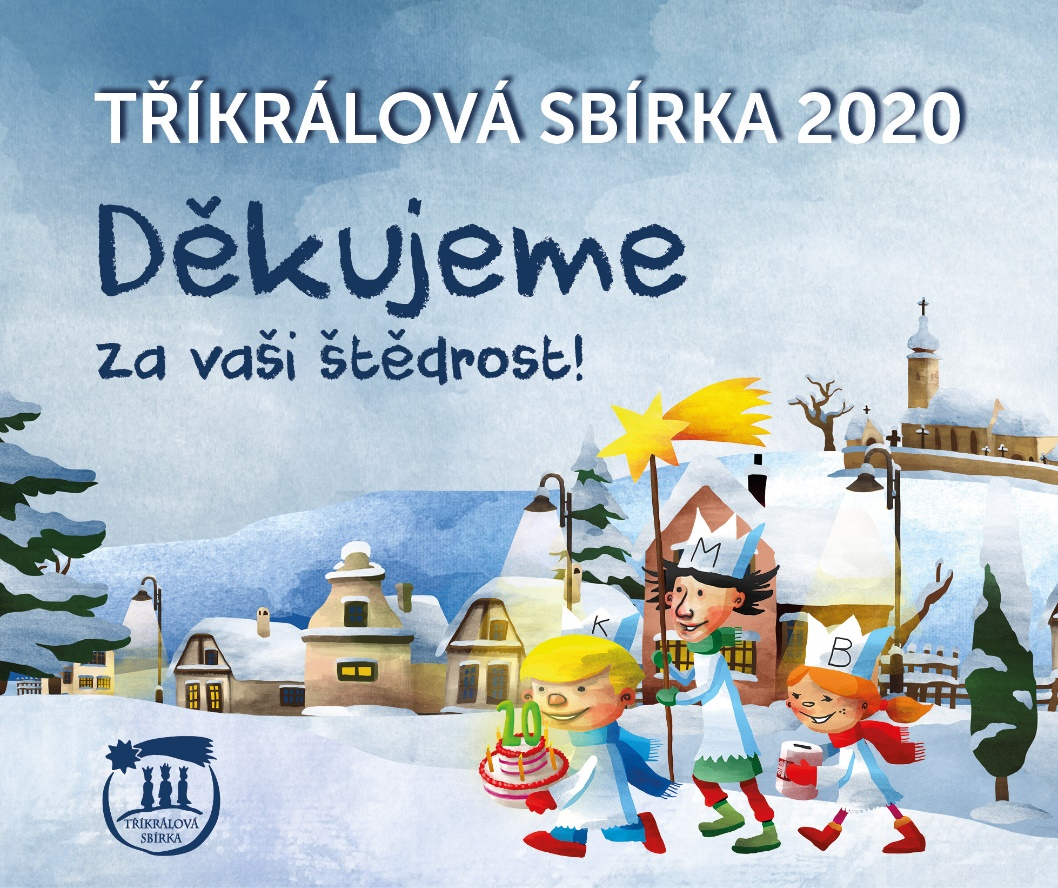 TŘÍKRÁLOVÁ SBÍRKA 2020
Děkujeme
za vaši štědrost!
M
K
B
20
TŘÍKRÁLOVÁ
SBÍRKA